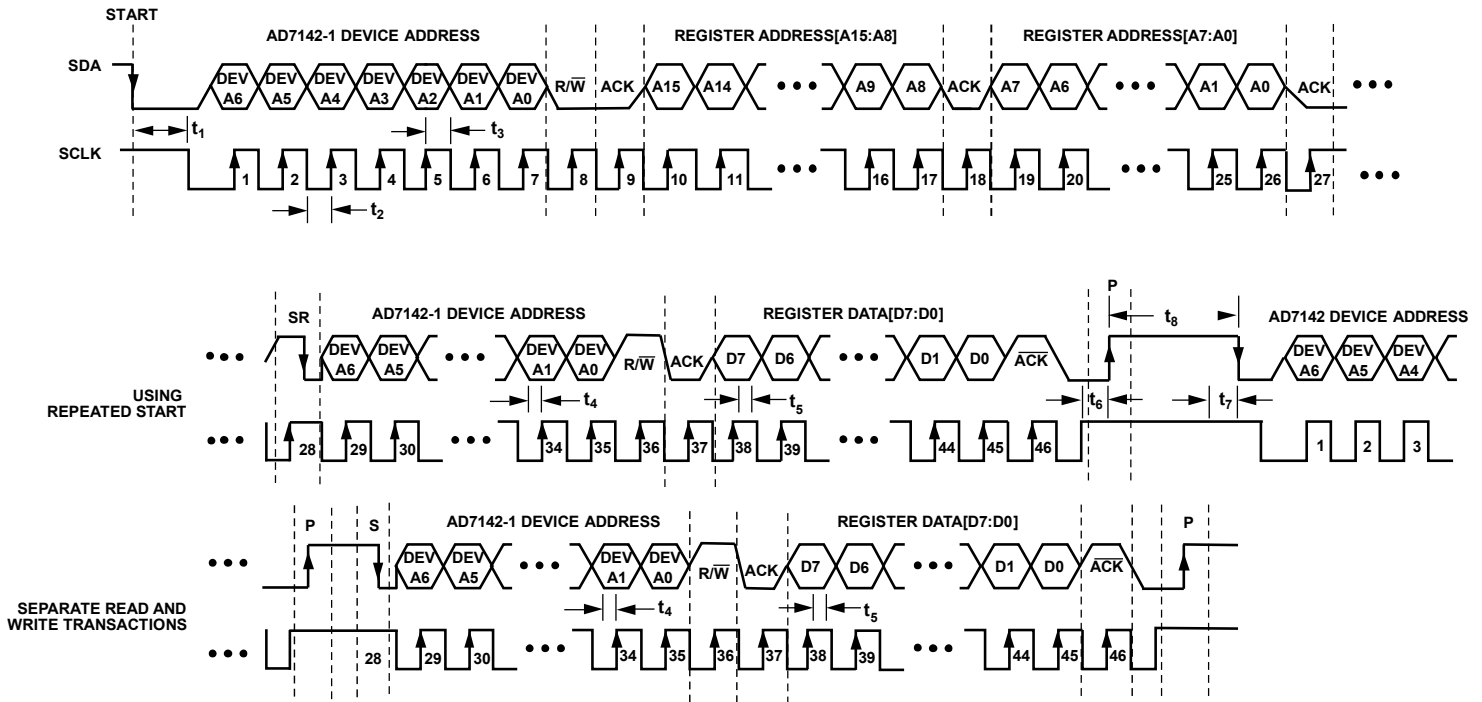 START
AD7142-1 DEVICE ADDRESS REGISTER ADDRESS[A15:A8] REGISTER ADDRESS[A7:A0]
SDA DEV A6 DEV A5 DEV A4 DEV A3 DEV A2 DEV A1 DEV A0 R/W̅ ACK A15 A14 A9 A8 ACK A7 A6 A1 A0 ACK
t1 t3
SCLK 1 2 3 4 5 6 7 8 9 10 11 16 17 18 19 20 25 26 27
t2
P
SR AD7142-1 DEVICE ADDRESS REGISTER DATA[D7:D0] t8 AD7142 DEVICE ADDRESS
DEV A6 DEV A5 DEV A1 DEV A0 R/W̅ ACK D7 D6 D1 D0 A̅C̅K̅ DEV A6 DEV A5 DEV A4
USING
REPEATED START
t4 t5 t6 t7
28 29 30 34 35 36 37 38 39 44 45 46 1 2 3
P S AD7142-1 DEVICE ADDRESS REGISTER DATA[D7:D0] P
DEV A6 DEV A5 DEV A1 DEV A0 R/W̅ ACK D7 D6 D1 D0 A̅C̅K̅
SEPARATE READ AND
WRITE TRANSACTIONS
t4 t5
28 29 30 34 35 36 37 38 39 44 45 46